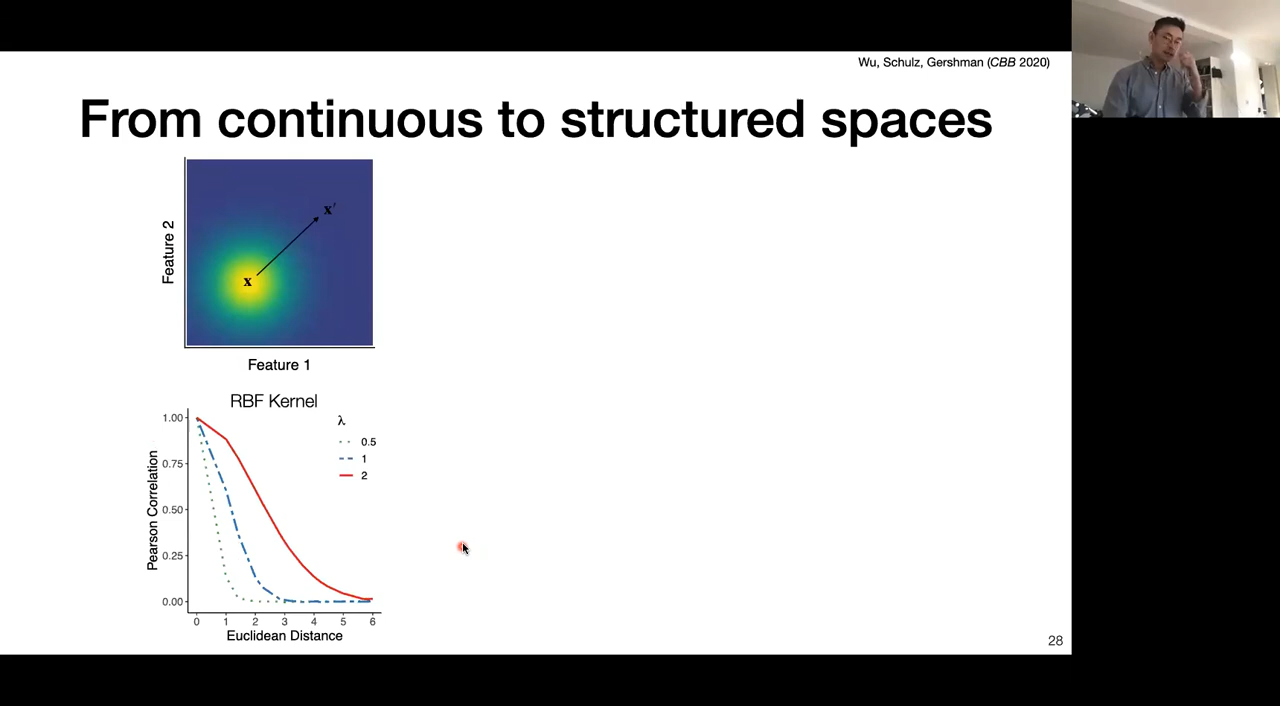 Wu, Schulz, Gershman (CBB 2020)
From continuous to structured spaces
Feature 2
x′
x
Feature 1
RBF Kernel
λ
0.5
1
2
Pearson Correlation
1.00
0.75
0.50
0.25
0.00
0 1 2 3 4 5 6
Euclidean Distance
28